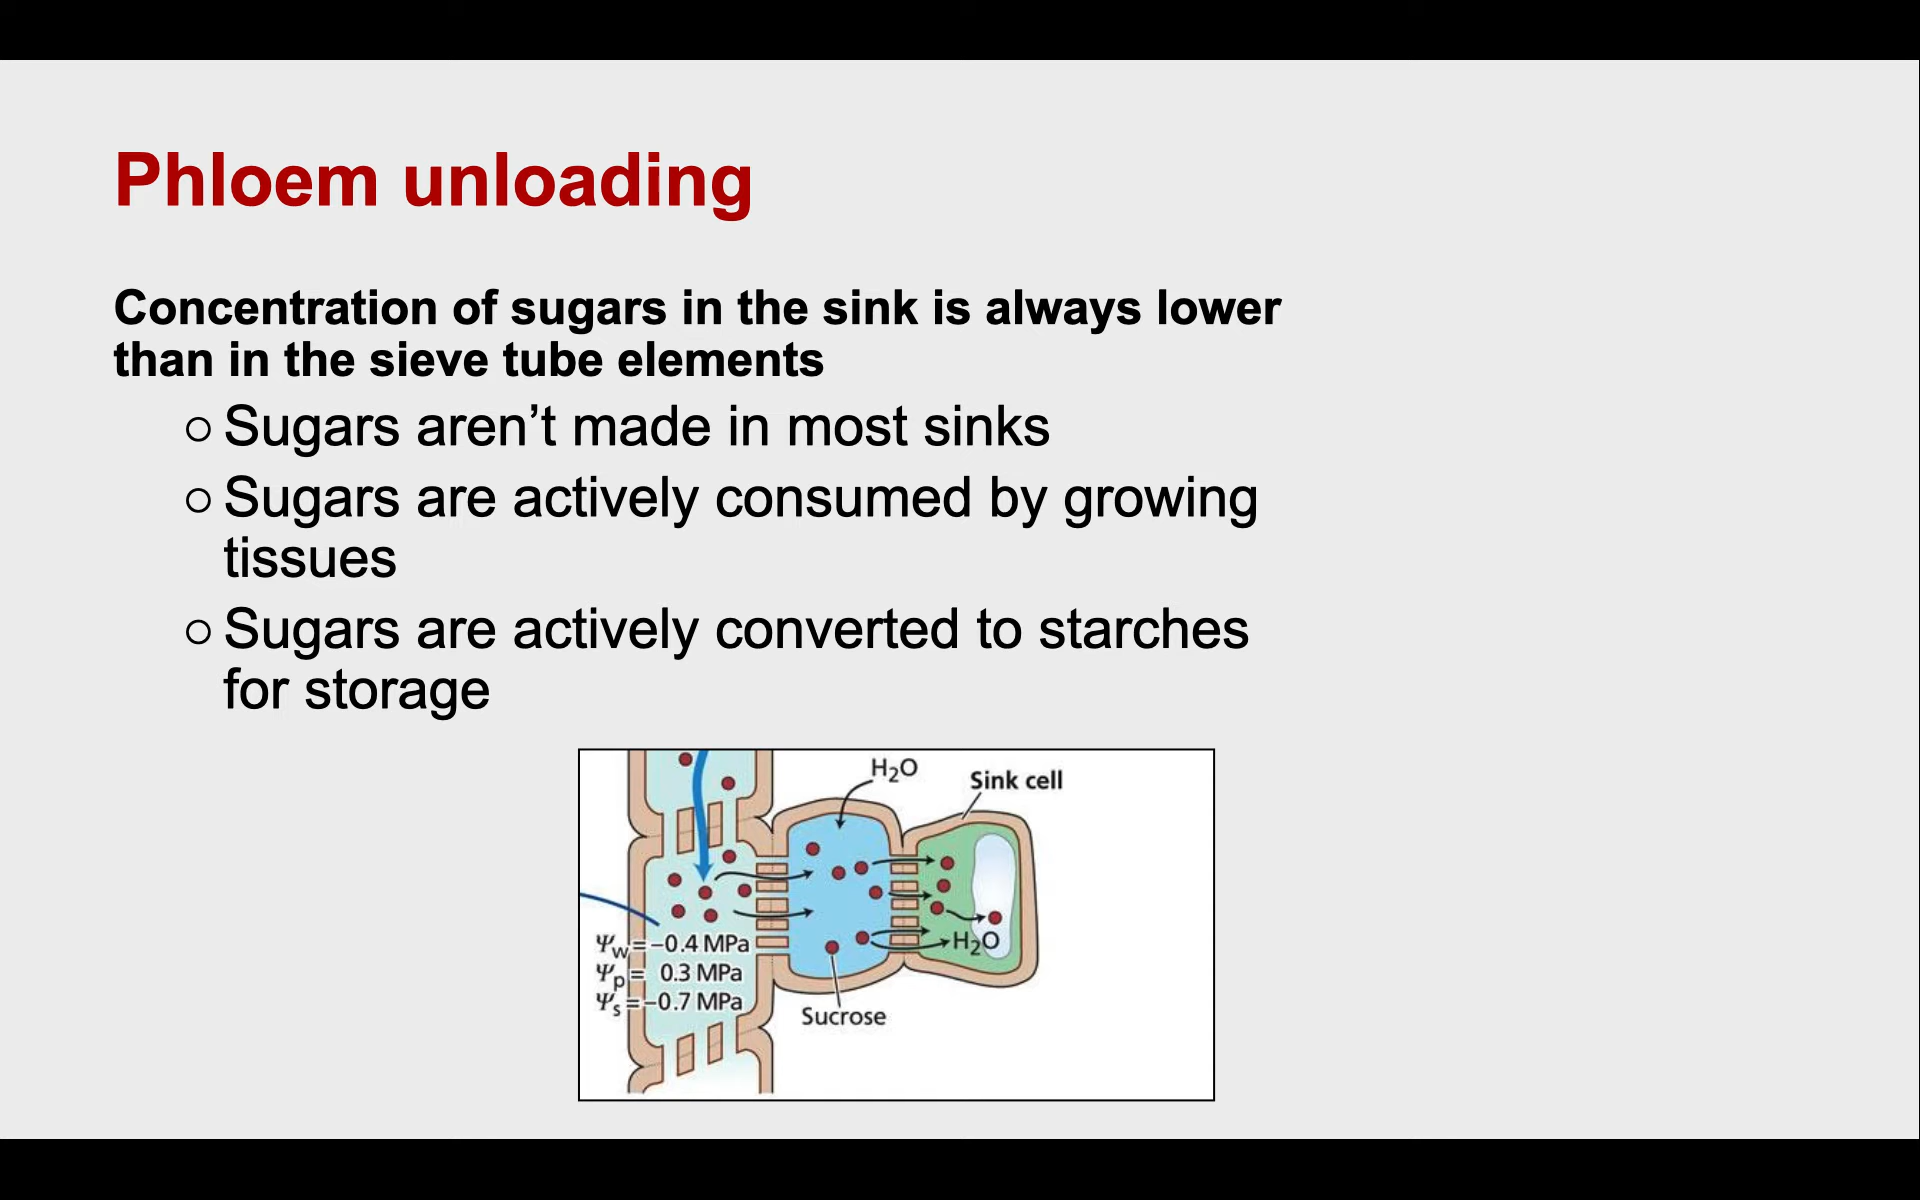 Phloem unloading
Concentration of sugars in the sink is always lower
than in the sieve tube elements
○ Sugars aren’t made in most sinks
○ Sugars are actively consumed by growing
tissues
○ Sugars are actively converted to starches
for storage
H₂O
Sink cell
Ψw = −0.4 MPa
Ψp = 0.3 MPa
Ψs = −0.7 MPa
H₂O
Sucrose